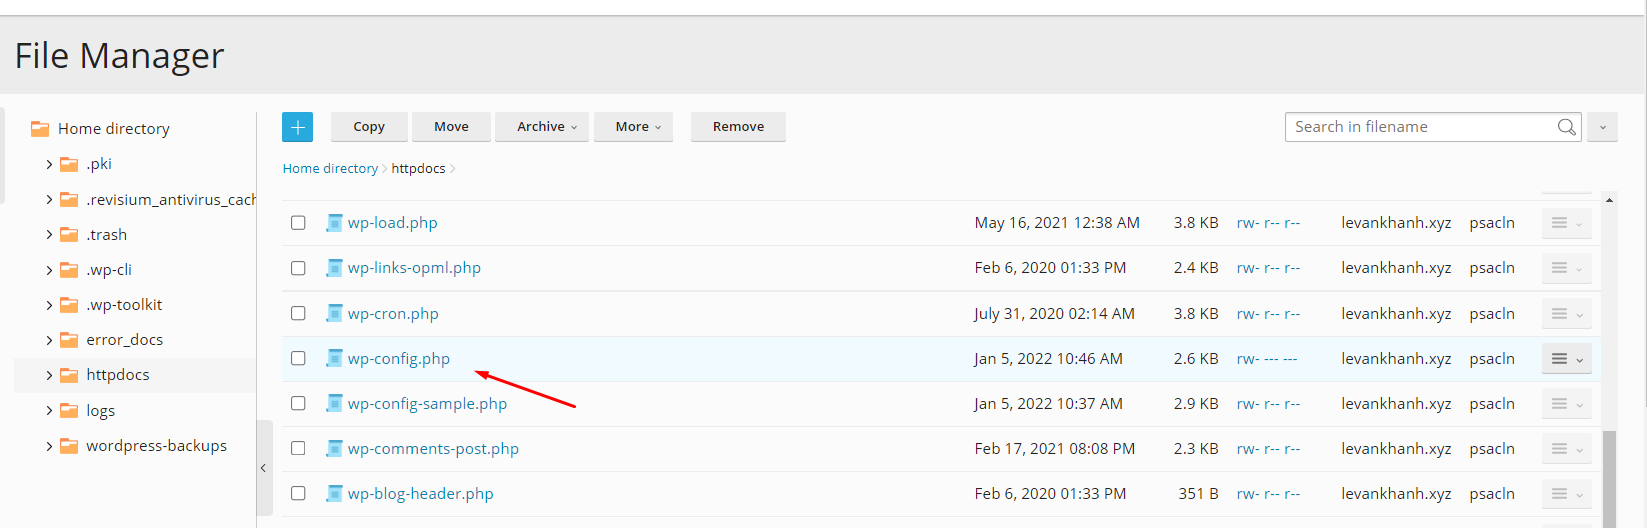 File Manager
Home directory
.pki
.revisium_antivirus_cach
.trash
.wp-cli
.wp-toolkit
error_docs
httpdocs
logs
wordpress-backups
Copy Move Archive More Remove Search in filename
Home directory httpdocs
wp-load.php May 16, 2021 12:38 AM 3.8 KB rw- r-- r-- levankhanh.xyz psacln
wp-links-opml.php Feb 6, 2020 01:33 PM 2.4 KB rw- r-- r-- levankhanh.xyz psacln
wp-cron.php July 31, 2020 02:14 AM 3.8 KB rw- r-- r-- levankhanh.xyz psacln
wp-config.php Jan 5, 2022 10:46 AM 2.6 KB rw- --- --- levankhanh.xyz psacln
wp-config-sample.php Jan 5, 2022 10:37 AM 2.9 KB rw- r-- r-- levankhanh.xyz psacln
wp-comments-post.php Feb 17, 2021 08:08 PM 2.3 KB rw- r-- r-- levankhanh.xyz psacln
wp-blog-header.php Feb 6, 2020 01:33 PM 351 B rw- r-- r-- levankhanh.xyz psacln